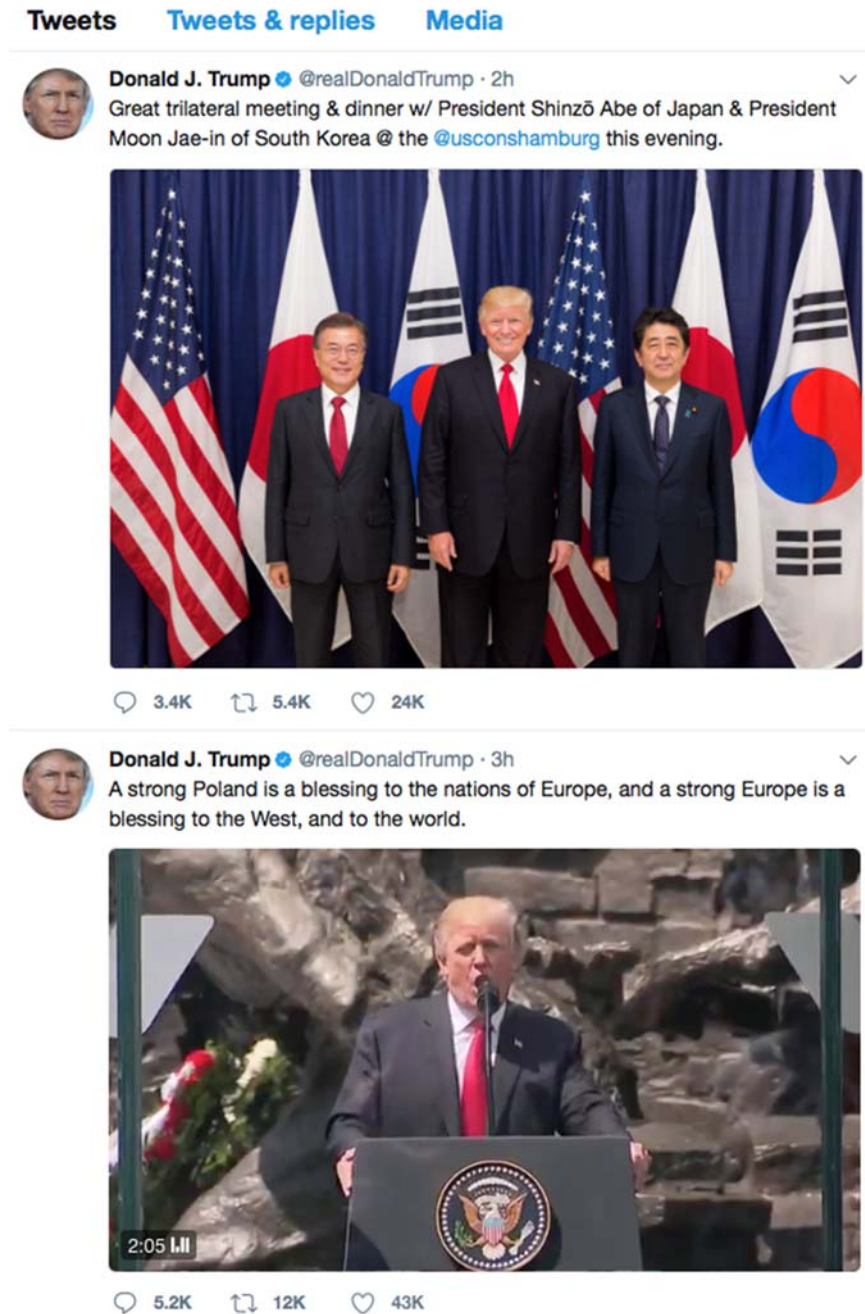 Tweets Tweets & replies Media
Donald J. Trump @realDonaldTrump · 2h
Great trilateral meeting & dinner w/ President Shinzō Abe of Japan & President
Moon Jae-in of South Korea @ the @usconshamburg this evening.
3.4K 5.4K 24K
Donald J. Trump @realDonaldTrump · 3h
A strong Poland is a blessing to the nations of Europe, and a strong Europe is a
blessing to the West, and to the world.
2:05
5.2K 12K 43K